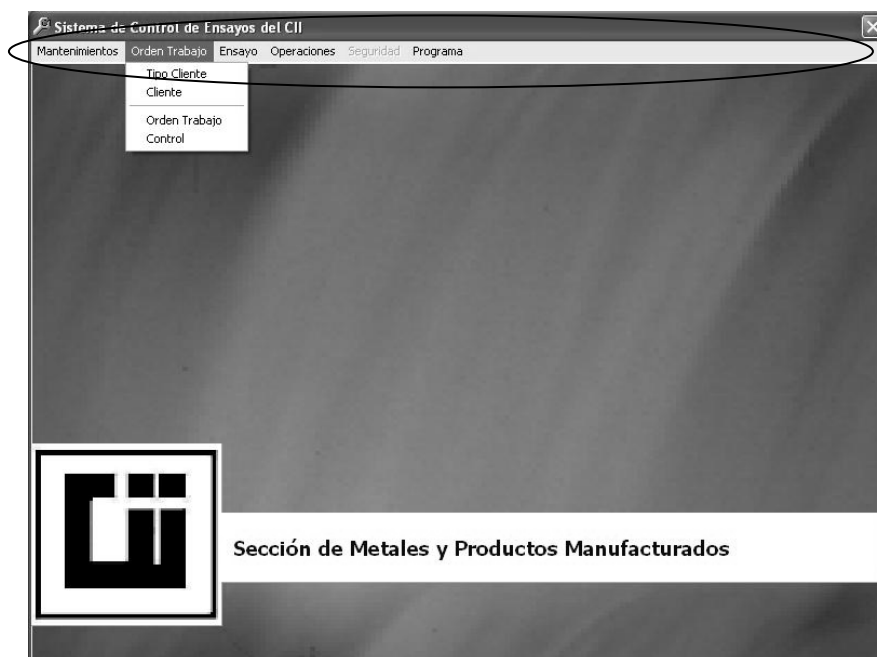 Sistema de Control de Ensayos del CII
Mantenimientos Orden Trabajo Ensayo Operaciones Seguridad Programa
Tipo Cliente
Cliente
Orden Trabajo
Control
Cii
Sección de Metales y Productos Manufacturados